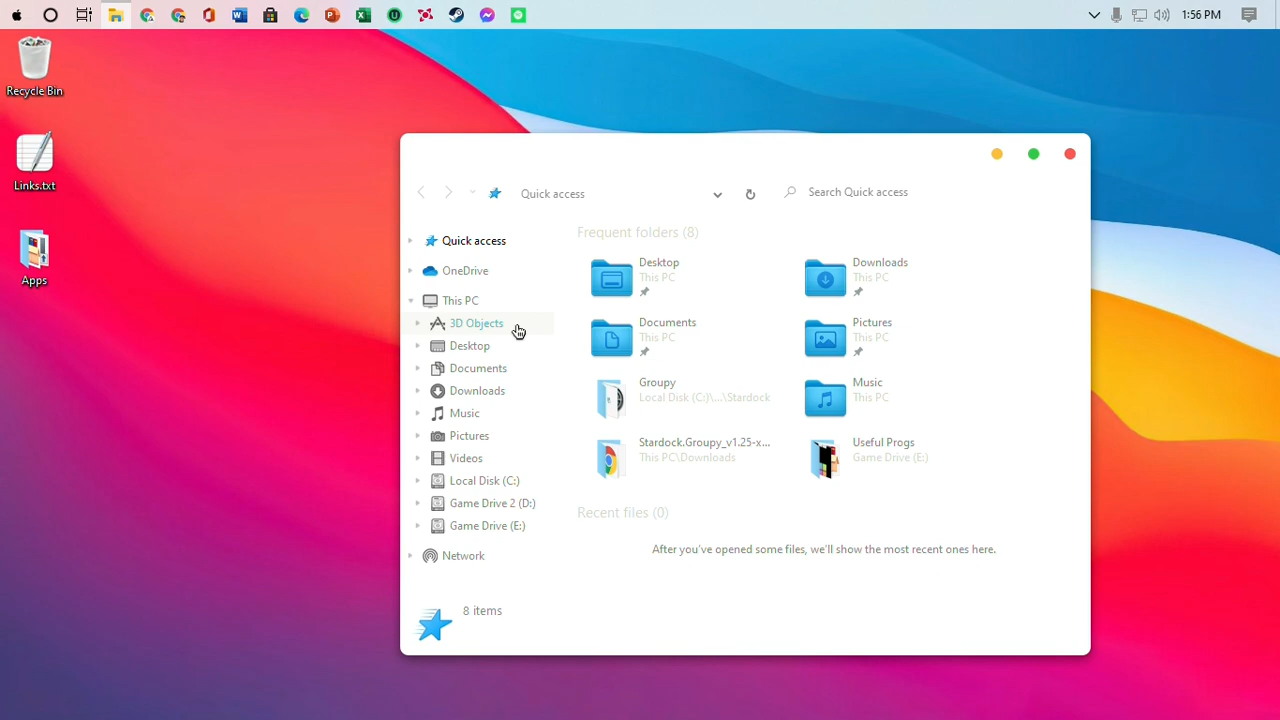 1:56 PM
Recycle Bin
Links.txt
Apps
Quick access
Search Quick access
Quick access
OneDrive
This PC
3D Objects
Desktop
Documents
Downloads
Music
Pictures
Videos
Local Disk (C:)
Game Drive 2 (D:)
Game Drive (E:)
Network
Frequent folders (8)
Desktop
This PC
Downloads
This PC
Documents
This PC
Pictures
This PC
Groupy
Local Disk (C:)\...\Stardock
Music
This PC
Stardock.Groupy_v1.25-x...
This PC\Downloads
Useful Progs
Game Drive (E:)
Recent files (0)
After you've opened some files, we'll show the most recent ones here.
8 items